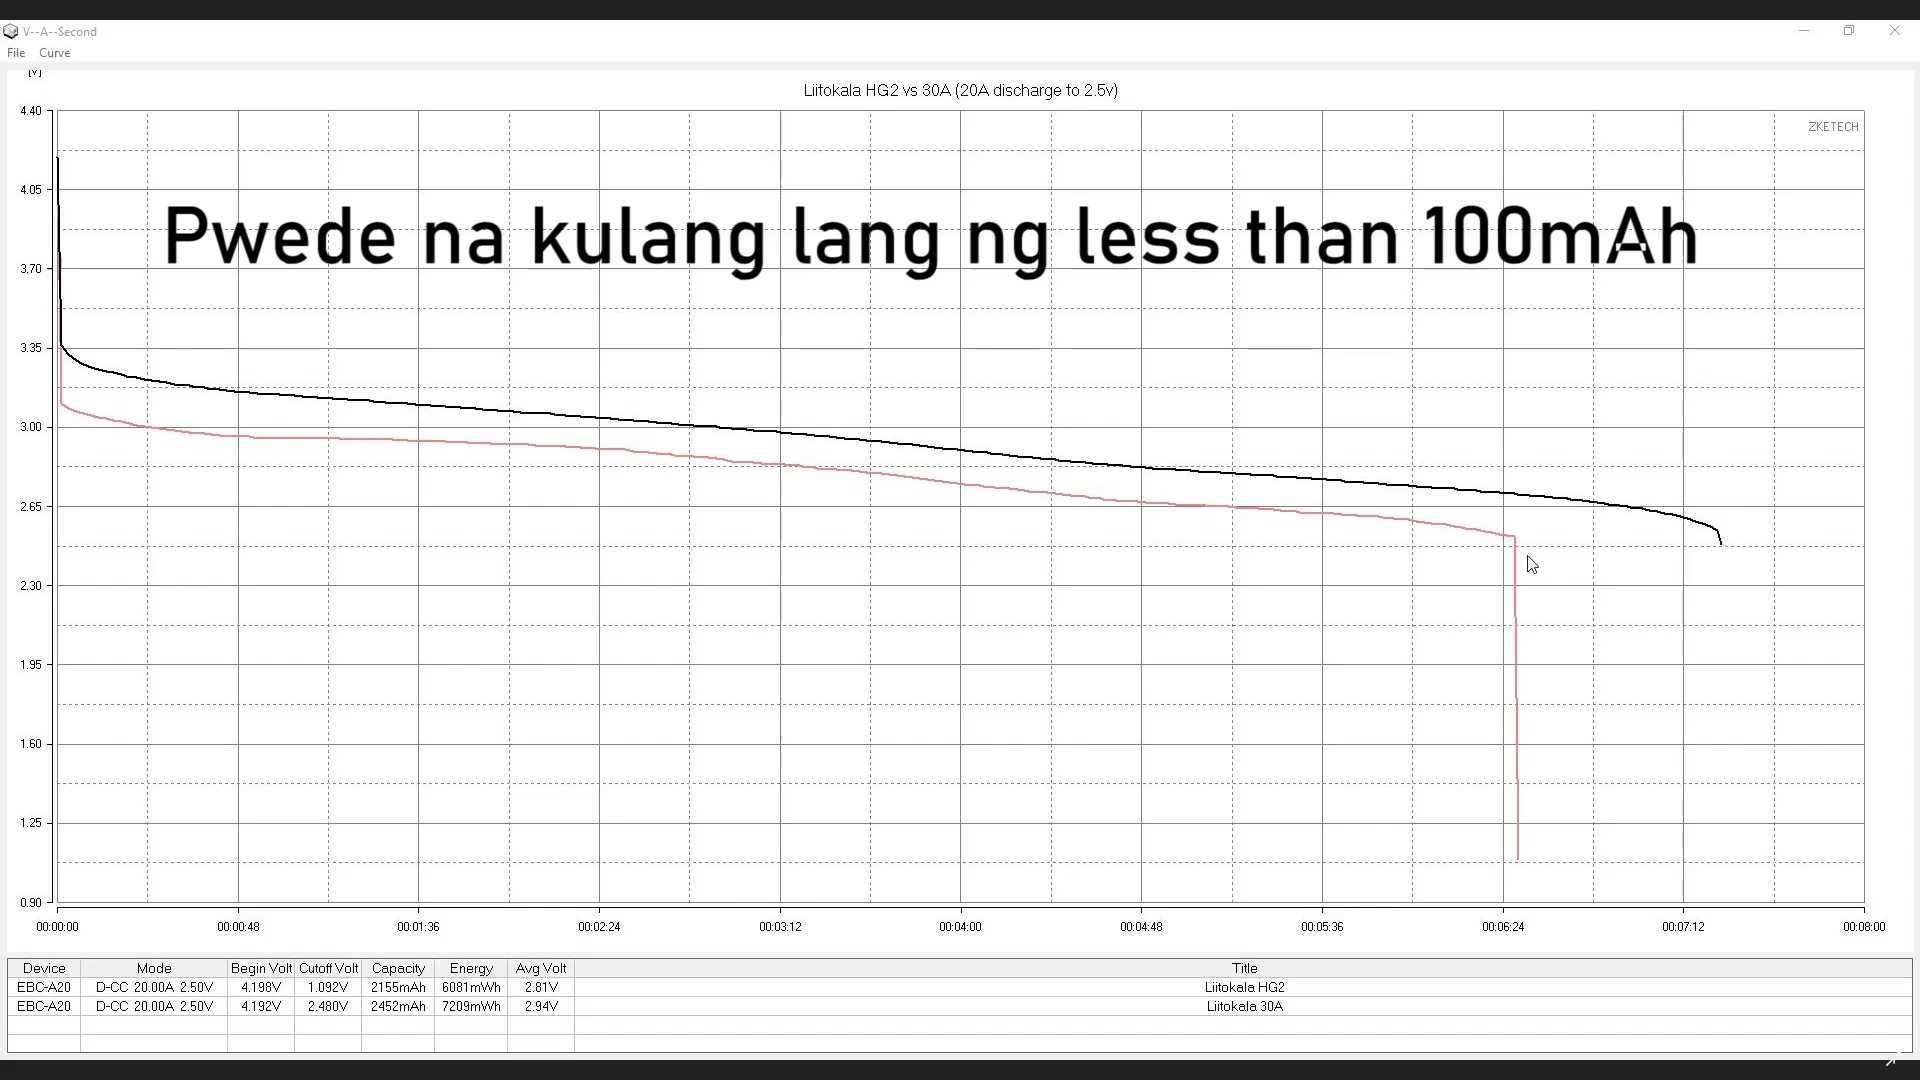 V--A--Second
File Curve
[V]
Liitokala HG2 vs 30A (20A discharge to 2.5v)
ZKETECH
Pwede na kulang lang ng less than 100mAh
4.40
4.05
3.70
3.35
3.00
2.65
2.30
1.95
1.60
1.25
0.90
00:00:00 00:00:48 00:01:36 00:02:24 00:03:12 00:04:00 00:04:48 00:05:36 00:06:24 00:07:12 00:08:00
Device Mode Begin Volt Cutoff Volt Capacity Energy Avg Volt Title
EBC-A20 D-CC 20.00A 2.50V 4.198V 1.092V 2155mAh 6081mWh 2.81V Liitokala HG2
EBC-A20 D-CC 20.00A 2.50V 4.192V 2.480V 2452mAh 7209mWh 2.94V Liitokala 30A